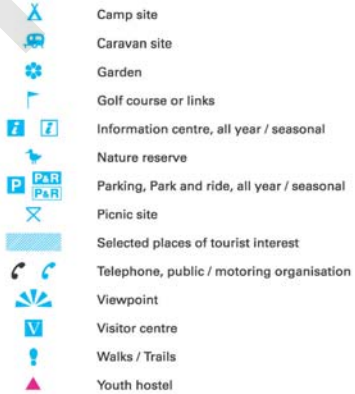 Camp site
Caravan site
Garden
Golf course or links
i i Information centre, all year / seasonal
Nature reserve
P P&R P&R Parking, Park and ride, all year / seasonal
Picnic site
Selected places of tourist interest
Telephone, public / motoring organisation
Viewpoint
V Visitor centre
Walks / Trails
Youth hostel